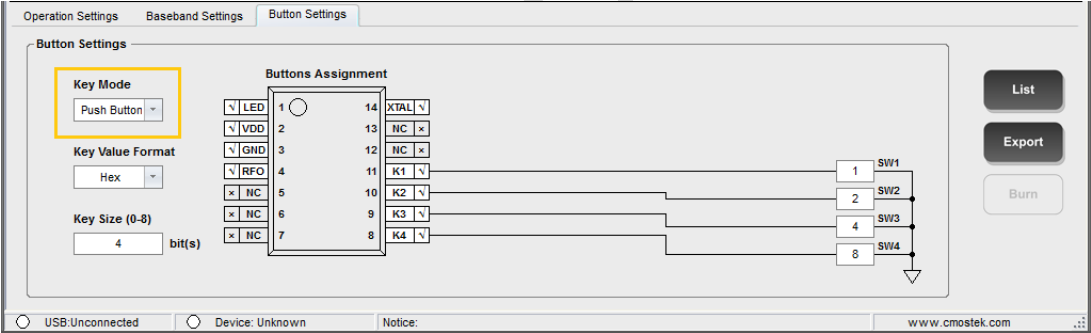 Operation Settings Baseband Settings Button Settings
Button Settings
Key Mode
Push Button
Key Value Format
Hex
Key Size (0-8)
4 bit(s)
Buttons Assignment
√ LED 1 14 XTAL √
√ VDD 2 13 NC ×
√ GND 3 12 NC ×
√ RFO 4 11 K1 √
× NC 5 10 K2 √
× NC 6 9 K3 √
× NC 7 8 K4 √
1 SW1
2 SW2
4 SW3
8 SW4
List
Export
Burn
USB:Unconnected Device: Unknown Notice: www.cmostek.com